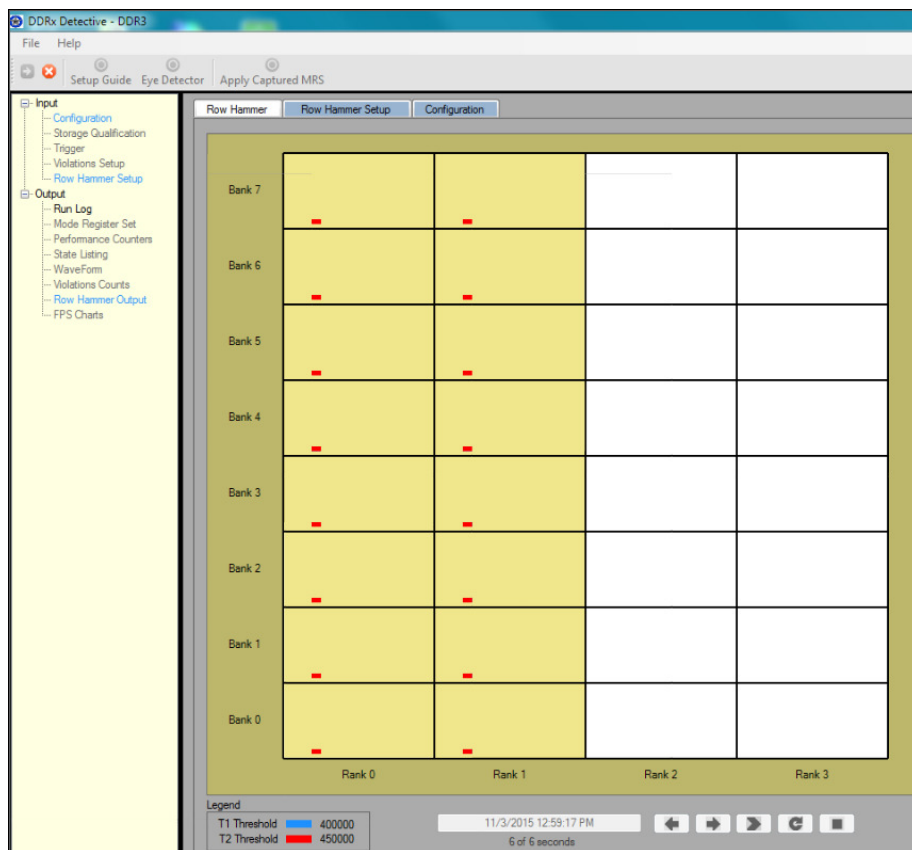 DDRx Detective - DDR3
File Help
Setup Guide Eye Detector Apply Captured MRS
Input
Configuration
Storage Qualification
Trigger
Violations Setup
Row Hammer Setup
Output
Run Log
Mode Register Set
Performance Counters
State Listing
WaveForm
Violations Counts
Row Hammer Output
FPS Charts
Row Hammer Row Hammer Setup Configuration
Bank 7
Bank 6
Bank 5
Bank 4
Bank 3
Bank 2
Bank 1
Bank 0
Rank 0 Rank 1 Rank 2 Rank 3
Legend
T1 Threshold 400000
T2 Threshold 450000
11/3/2015 12:59:17 PM
6 of 6 seconds